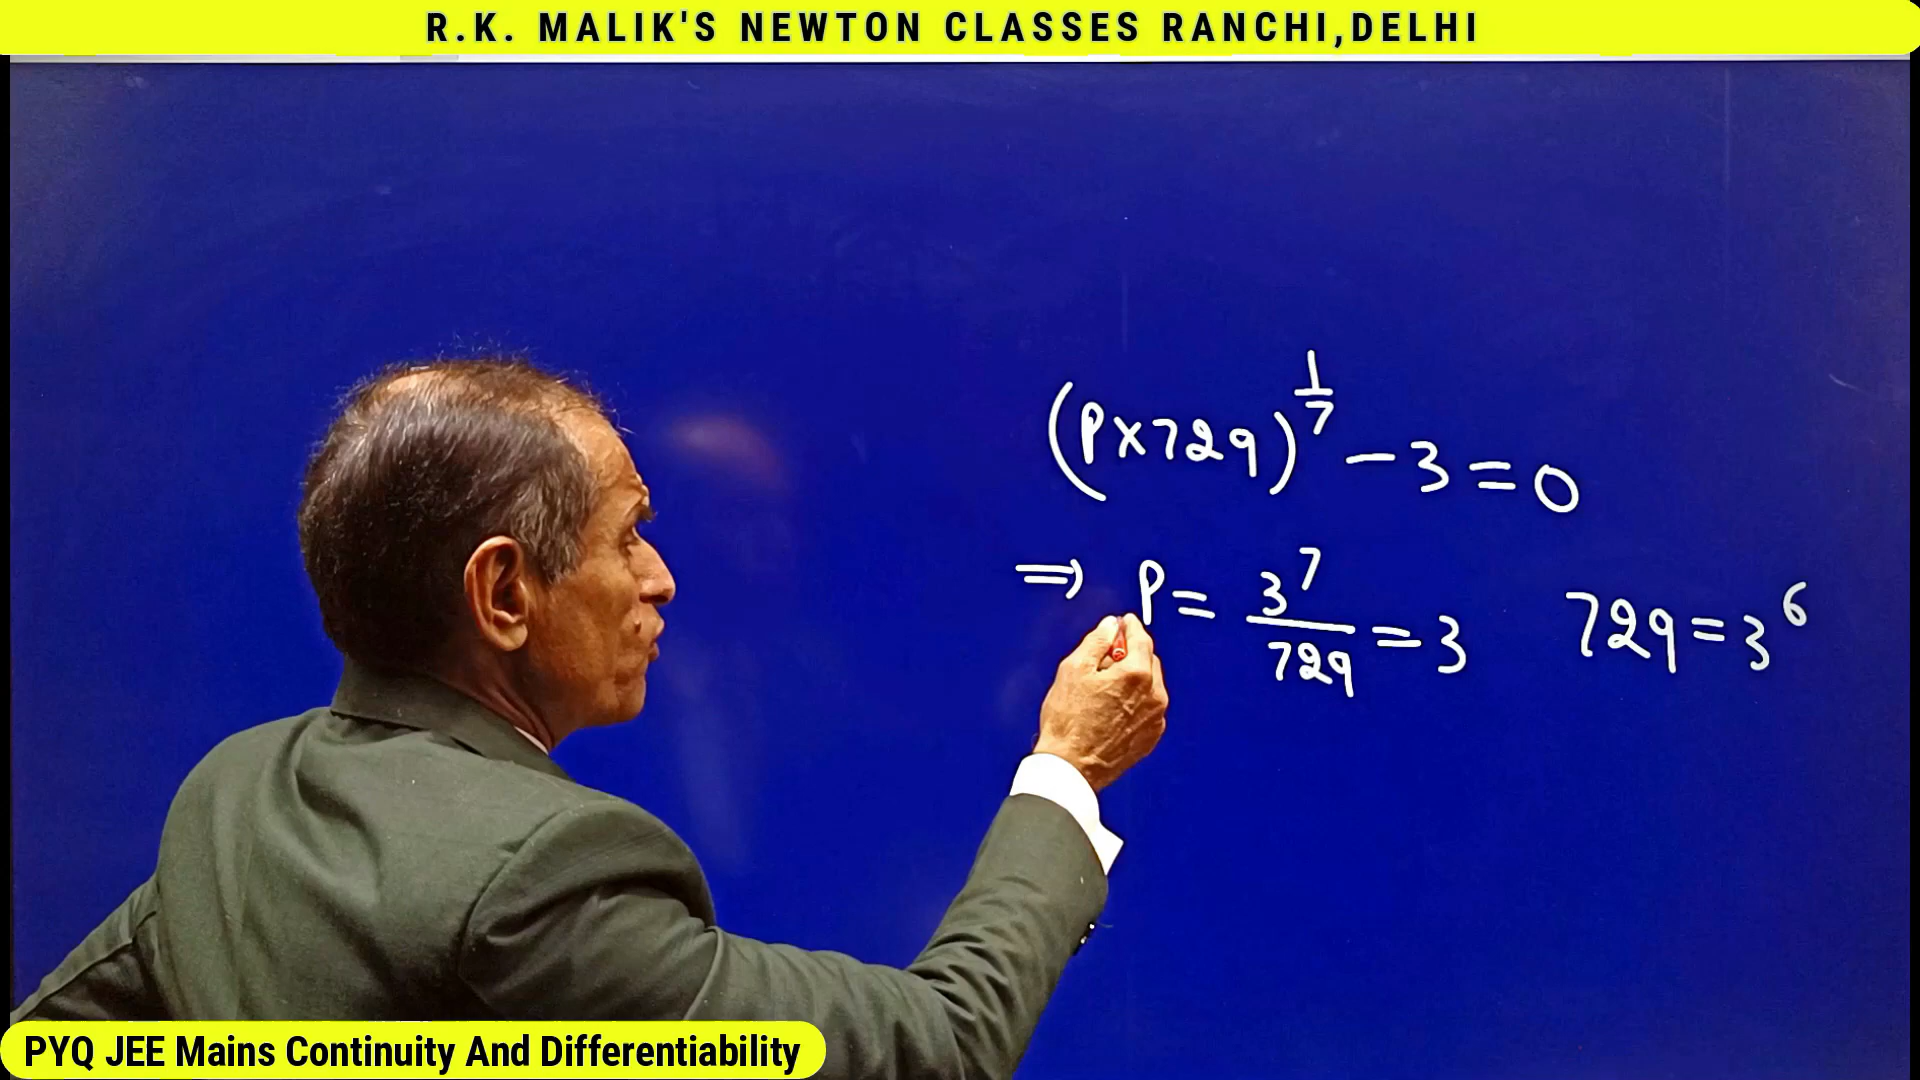 R.K. MALIK'S NEWTON CLASSES RANCHI,DELHI
(P×729)^{1/7} − 3 = 0
⇒ P = 3^7/729 = 3    729 = 3^6
PYQ JEE Mains Continuity And Differentiability